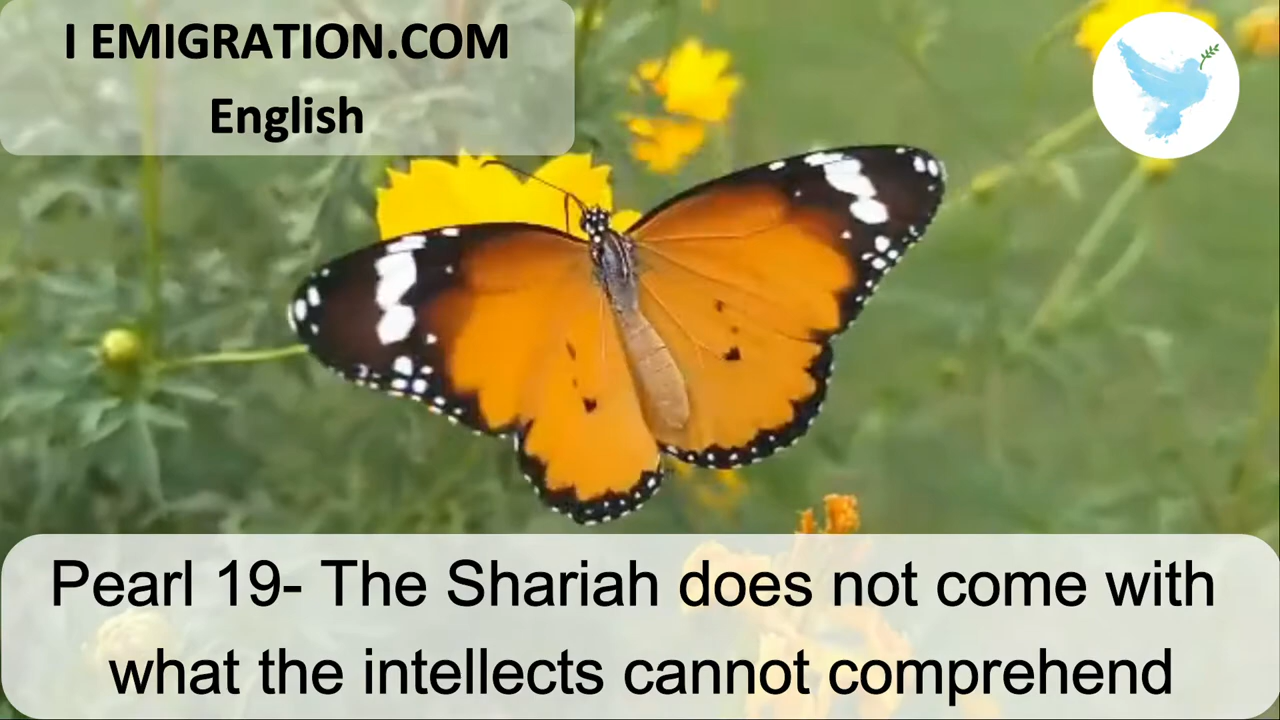 I EMIGRATION.COM
English
Pearl 19- The Shariah does not come with
what the intellects cannot comprehend